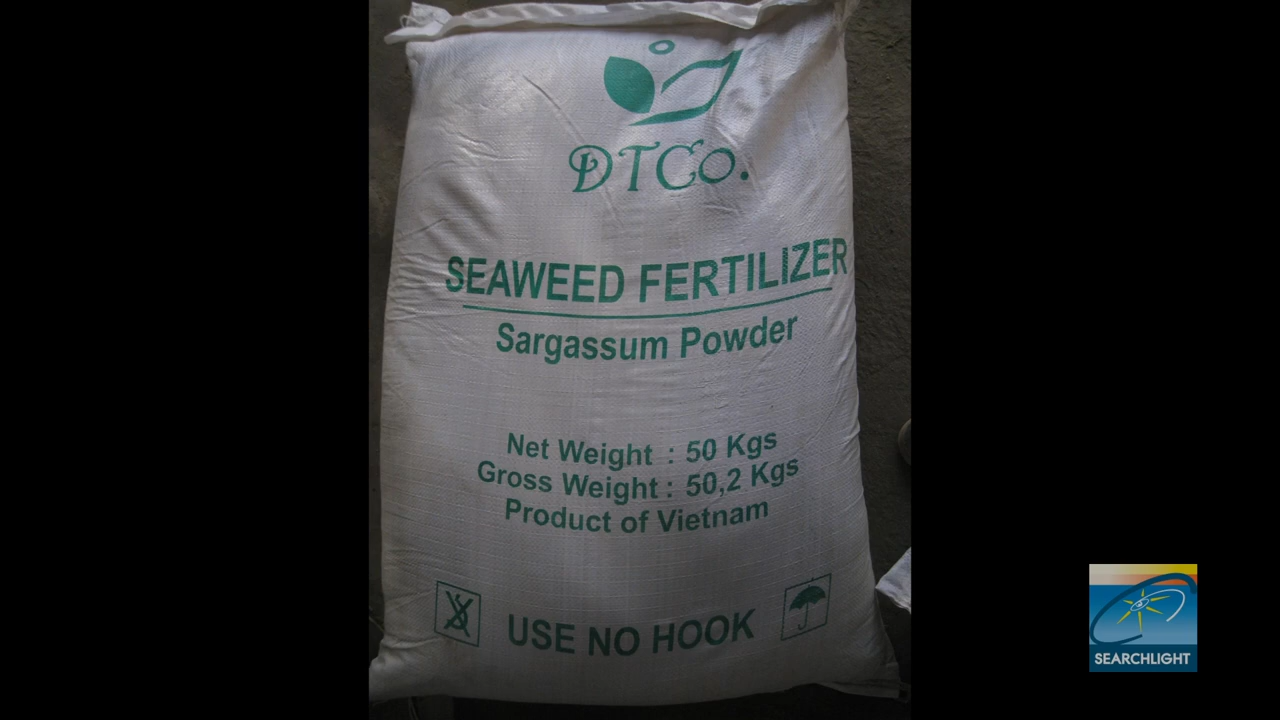 DTCo.
SEAWEED FERTILIZER
Sargassum Powder
Net Weight : 50 Kgs
Gross Weight : 50,2 Kgs
Product of Vietnam
USE NO HOOK
SEARCHLIGHT